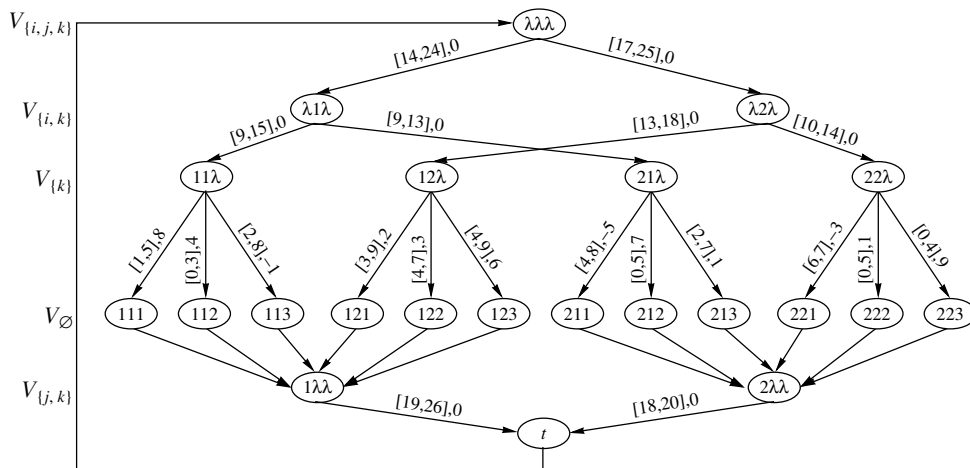 V{i, j, k} λλλ
[14,24],0 [17,25],0
V{i, k} λ1λ λ2λ
[9,15],0 [9,13],0 [13,18],0 [10,14],0
V{k} 11λ 12λ 21λ 22λ
[1,5],8 [0,3],4 [2,8],−1 [3,9],2 [4,7],3 [4,9],6 [4,8],−5 [0,5],7 [2,7],1 [6,7],−3 [0,5],1 [0,4],9
V∅ 111 112 113 121 122 123 211 212 213 221 222 223
V{j, k} 1λλ 2λλ
[19,26],0 [18,20],0
t